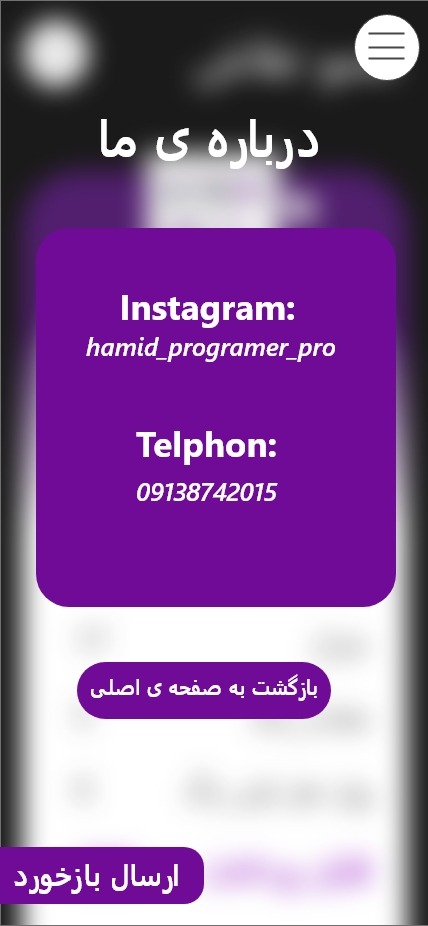 درباره ی ما
Instagram:
hamid_programer_pro
Telphon:
09138742015
بازگشت به صفحه ی اصلی
ارسال بازخورد